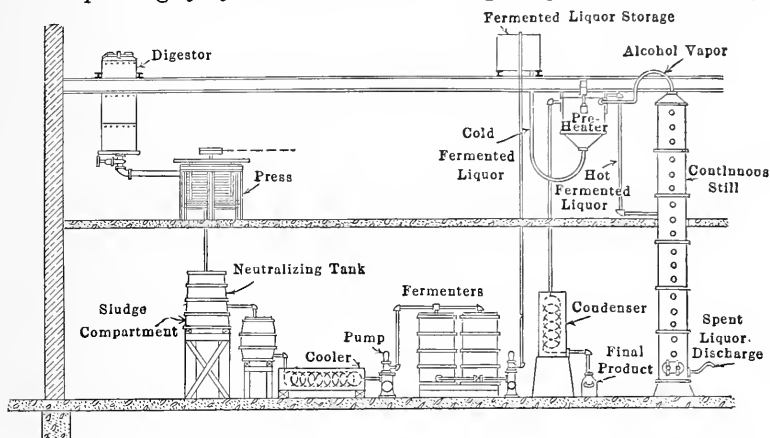 Fermented Liquor Storage
Digestor
Alcohol Vapor
Pre-
Heater
Cold
Fermented
Liquor
Press
Hot
Fermented
Liquor
Continuous
Still
Neutralizing Tank
Fermenters
Sludge
Compartment
Condenser
Pump
Cooler
Final
Product
Spent
Liquor.
Discharge